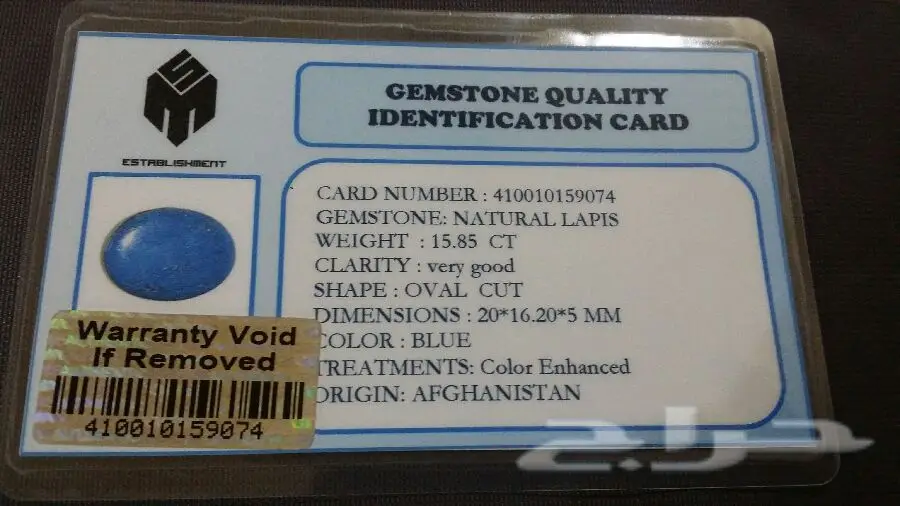 SM
ESTABLISHMENT
GEMSTONE QUALITY
IDENTIFICATION CARD
CARD NUMBER : 410010159074
GEMSTONE: NATURAL LAPIS
WEIGHT : 15.85 CT
CLARITY : very good
SHAPE : OVAL CUT
DIMENSIONS : 20*16.20*5 MM
COLOR : BLUE
TREATMENTS: Color Enhanced
ORIGIN: AFGHANISTAN
Warranty Void
If Removed
410010159074
حراج